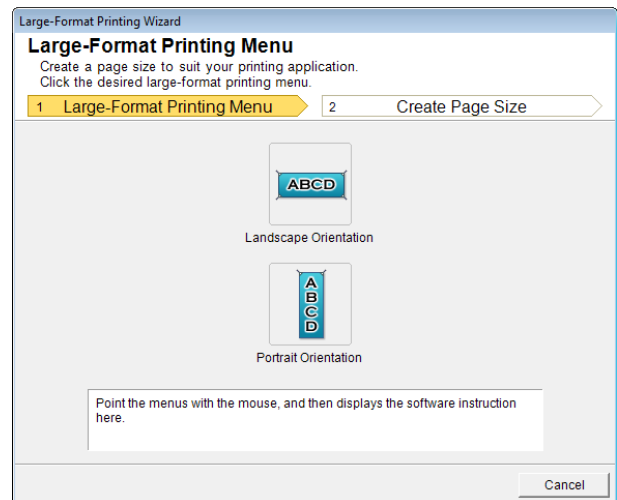 Large-Format Printing Wizard
Large-Format Printing Menu
Create a page size to suit your printing application.
Click the desired large-format printing menu.
1 Large-Format Printing Menu 2 Create Page Size
ABCD
Landscape Orientation
A
B
C
D
Portrait Orientation
Point the menus with the mouse, and then displays the software instruction
here.
Cancel